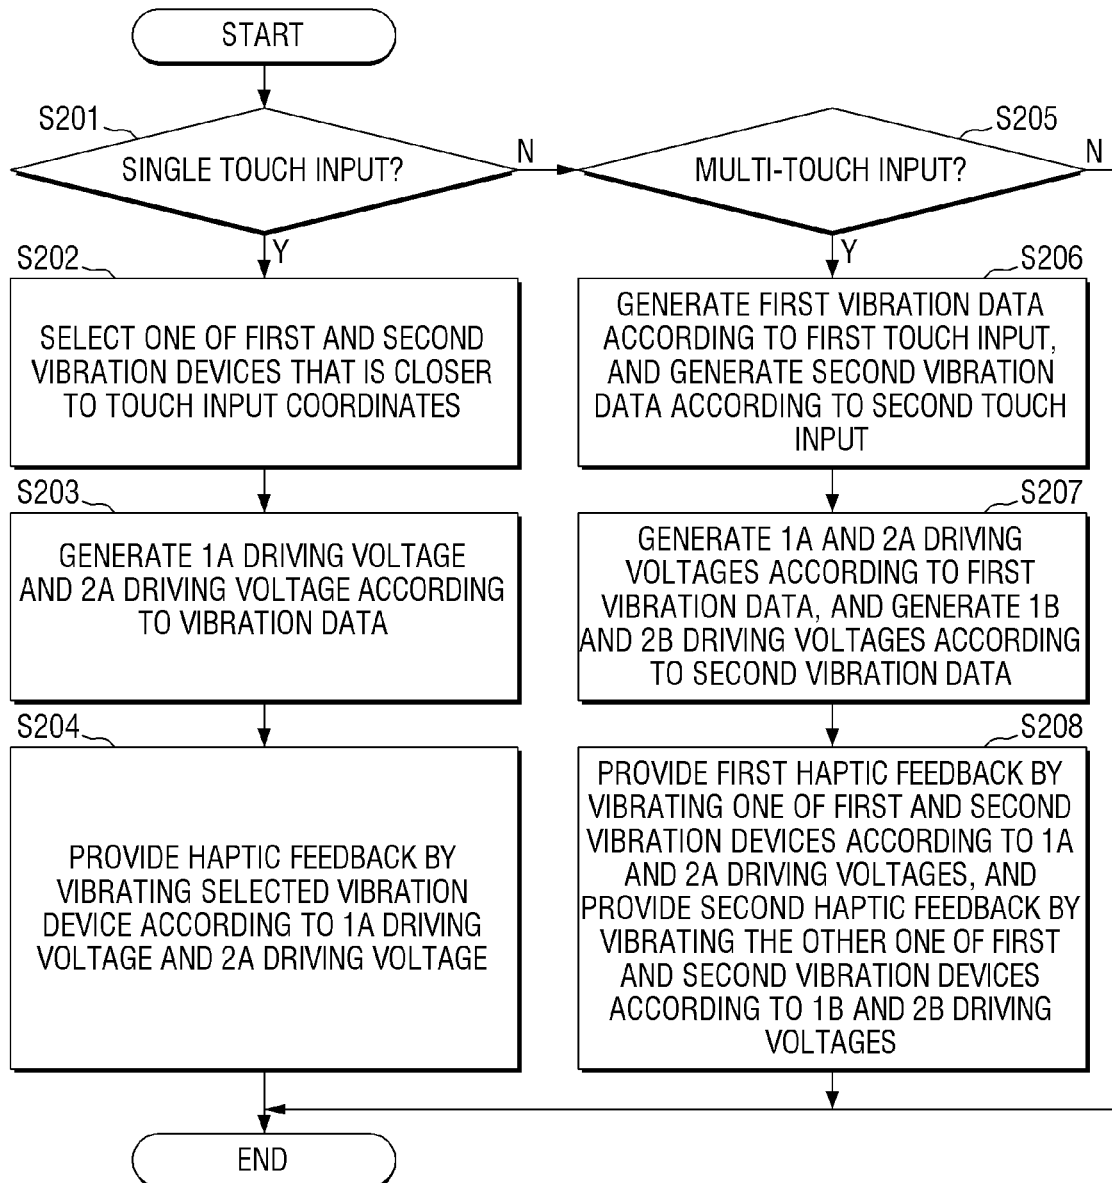 START
S201
SINGLE TOUCH INPUT?
N
Y
S202
SELECT ONE OF FIRST AND SECOND
VIBRATION DEVICES THAT IS CLOSER
TO TOUCH INPUT COORDINATES
S203
GENERATE 1A DRIVING VOLTAGE
AND 2A DRIVING VOLTAGE ACCORDING
TO VIBRATION DATA
S204
PROVIDE HAPTIC FEEDBACK BY
VIBRATING SELECTED VIBRATION
DEVICE ACCORDING TO 1A DRIVING
VOLTAGE AND 2A DRIVING VOLTAGE
S205
MULTI-TOUCH INPUT?
N
Y
S206
GENERATE FIRST VIBRATION DATA
ACCORDING TO FIRST TOUCH INPUT,
AND GENERATE SECOND VIBRATION
DATA ACCORDING TO SECOND TOUCH
INPUT
S207
GENERATE 1A AND 2A DRIVING
VOLTAGES ACCORDING TO FIRST
VIBRATION DATA, AND GENERATE 1B
AND 2B DRIVING VOLTAGES ACCORDING
TO SECOND VIBRATION DATA
S208
PROVIDE FIRST HAPTIC FEEDBACK BY
VIBRATING ONE OF FIRST AND SECOND
VIBRATION DEVICES ACCORDING TO 1A
AND 2A DRIVING VOLTAGES, AND
PROVIDE SECOND HAPTIC FEEDBACK BY
VIBRATING THE OTHER ONE OF FIRST
AND SECOND VIBRATION DEVICES
ACCORDING TO 1B AND 2B DRIVING
VOLTAGES
END